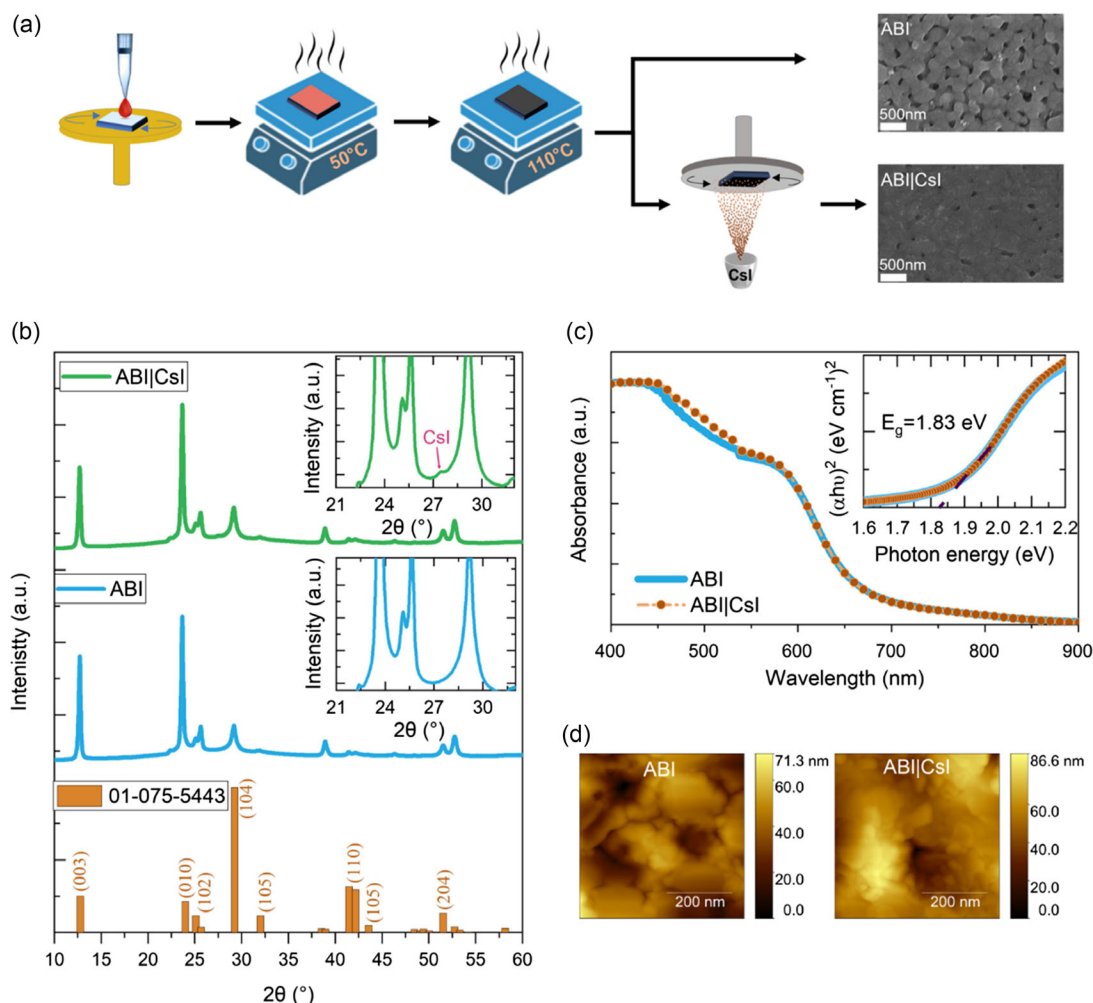 (a)
50°C
110°C
CsI
ABI
500nm
ABI|CsI
500nm
(b)
ABI|CsI
Intensity (a.u.)
CsI
21 24 27 30
2θ (°)
ABI
Intensity (a.u.)
21 24 27 30
2θ (°)
01-075-5443
(003)
(010)
(102)
(104)
(105)
(110)
(105)
(204)
Intenistty (a.u.)
10 15 20 25 30 35 40 45 50 55 60
2θ (°)
(c)
Absorbance (a.u.)
ABI
ABI|CsI
400 500 600 700 800 900
Wavelength (nm)
(αhυ)² (eV cm⁻¹)²
Eg=1.83 eV
1.6 1.7 1.8 1.9 2.0 2.1 2.2
Photon energy (eV)
(d)
ABI
200 nm
71.3 nm
60.0
40.0
20.0
0.0
ABI|CsI
200 nm
86.6 nm
60.0
40.0
20.0
0.0